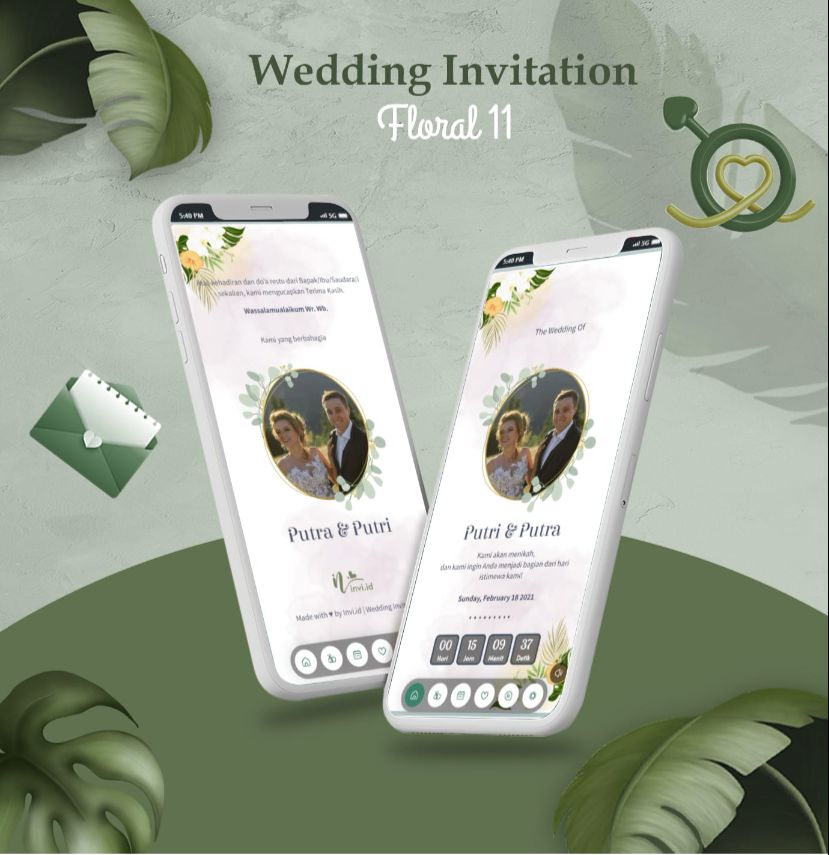 Wedding Invitation
Floral 11
5:40 PM
5G
kehadiran dan do'a restu dari Bapak/Ibu/Saudara/i
sekalian, kami mengucapkan Terima Kasih.
Wassalamualaikum Wr. Wb.
Kami yang berbahagia
Putra & Putri
invi.id
Made with ♥ by Invi.id | Wedding Invi
5:40 PM
5G
The Wedding Of
Putri & Putra
Kami akan menikah,
dan kami ingin Anda menjadi bagian dari hari
istimewa kami!
Sunday, February 18 2021
00 15 09 37
Hari Jam Menit Detik